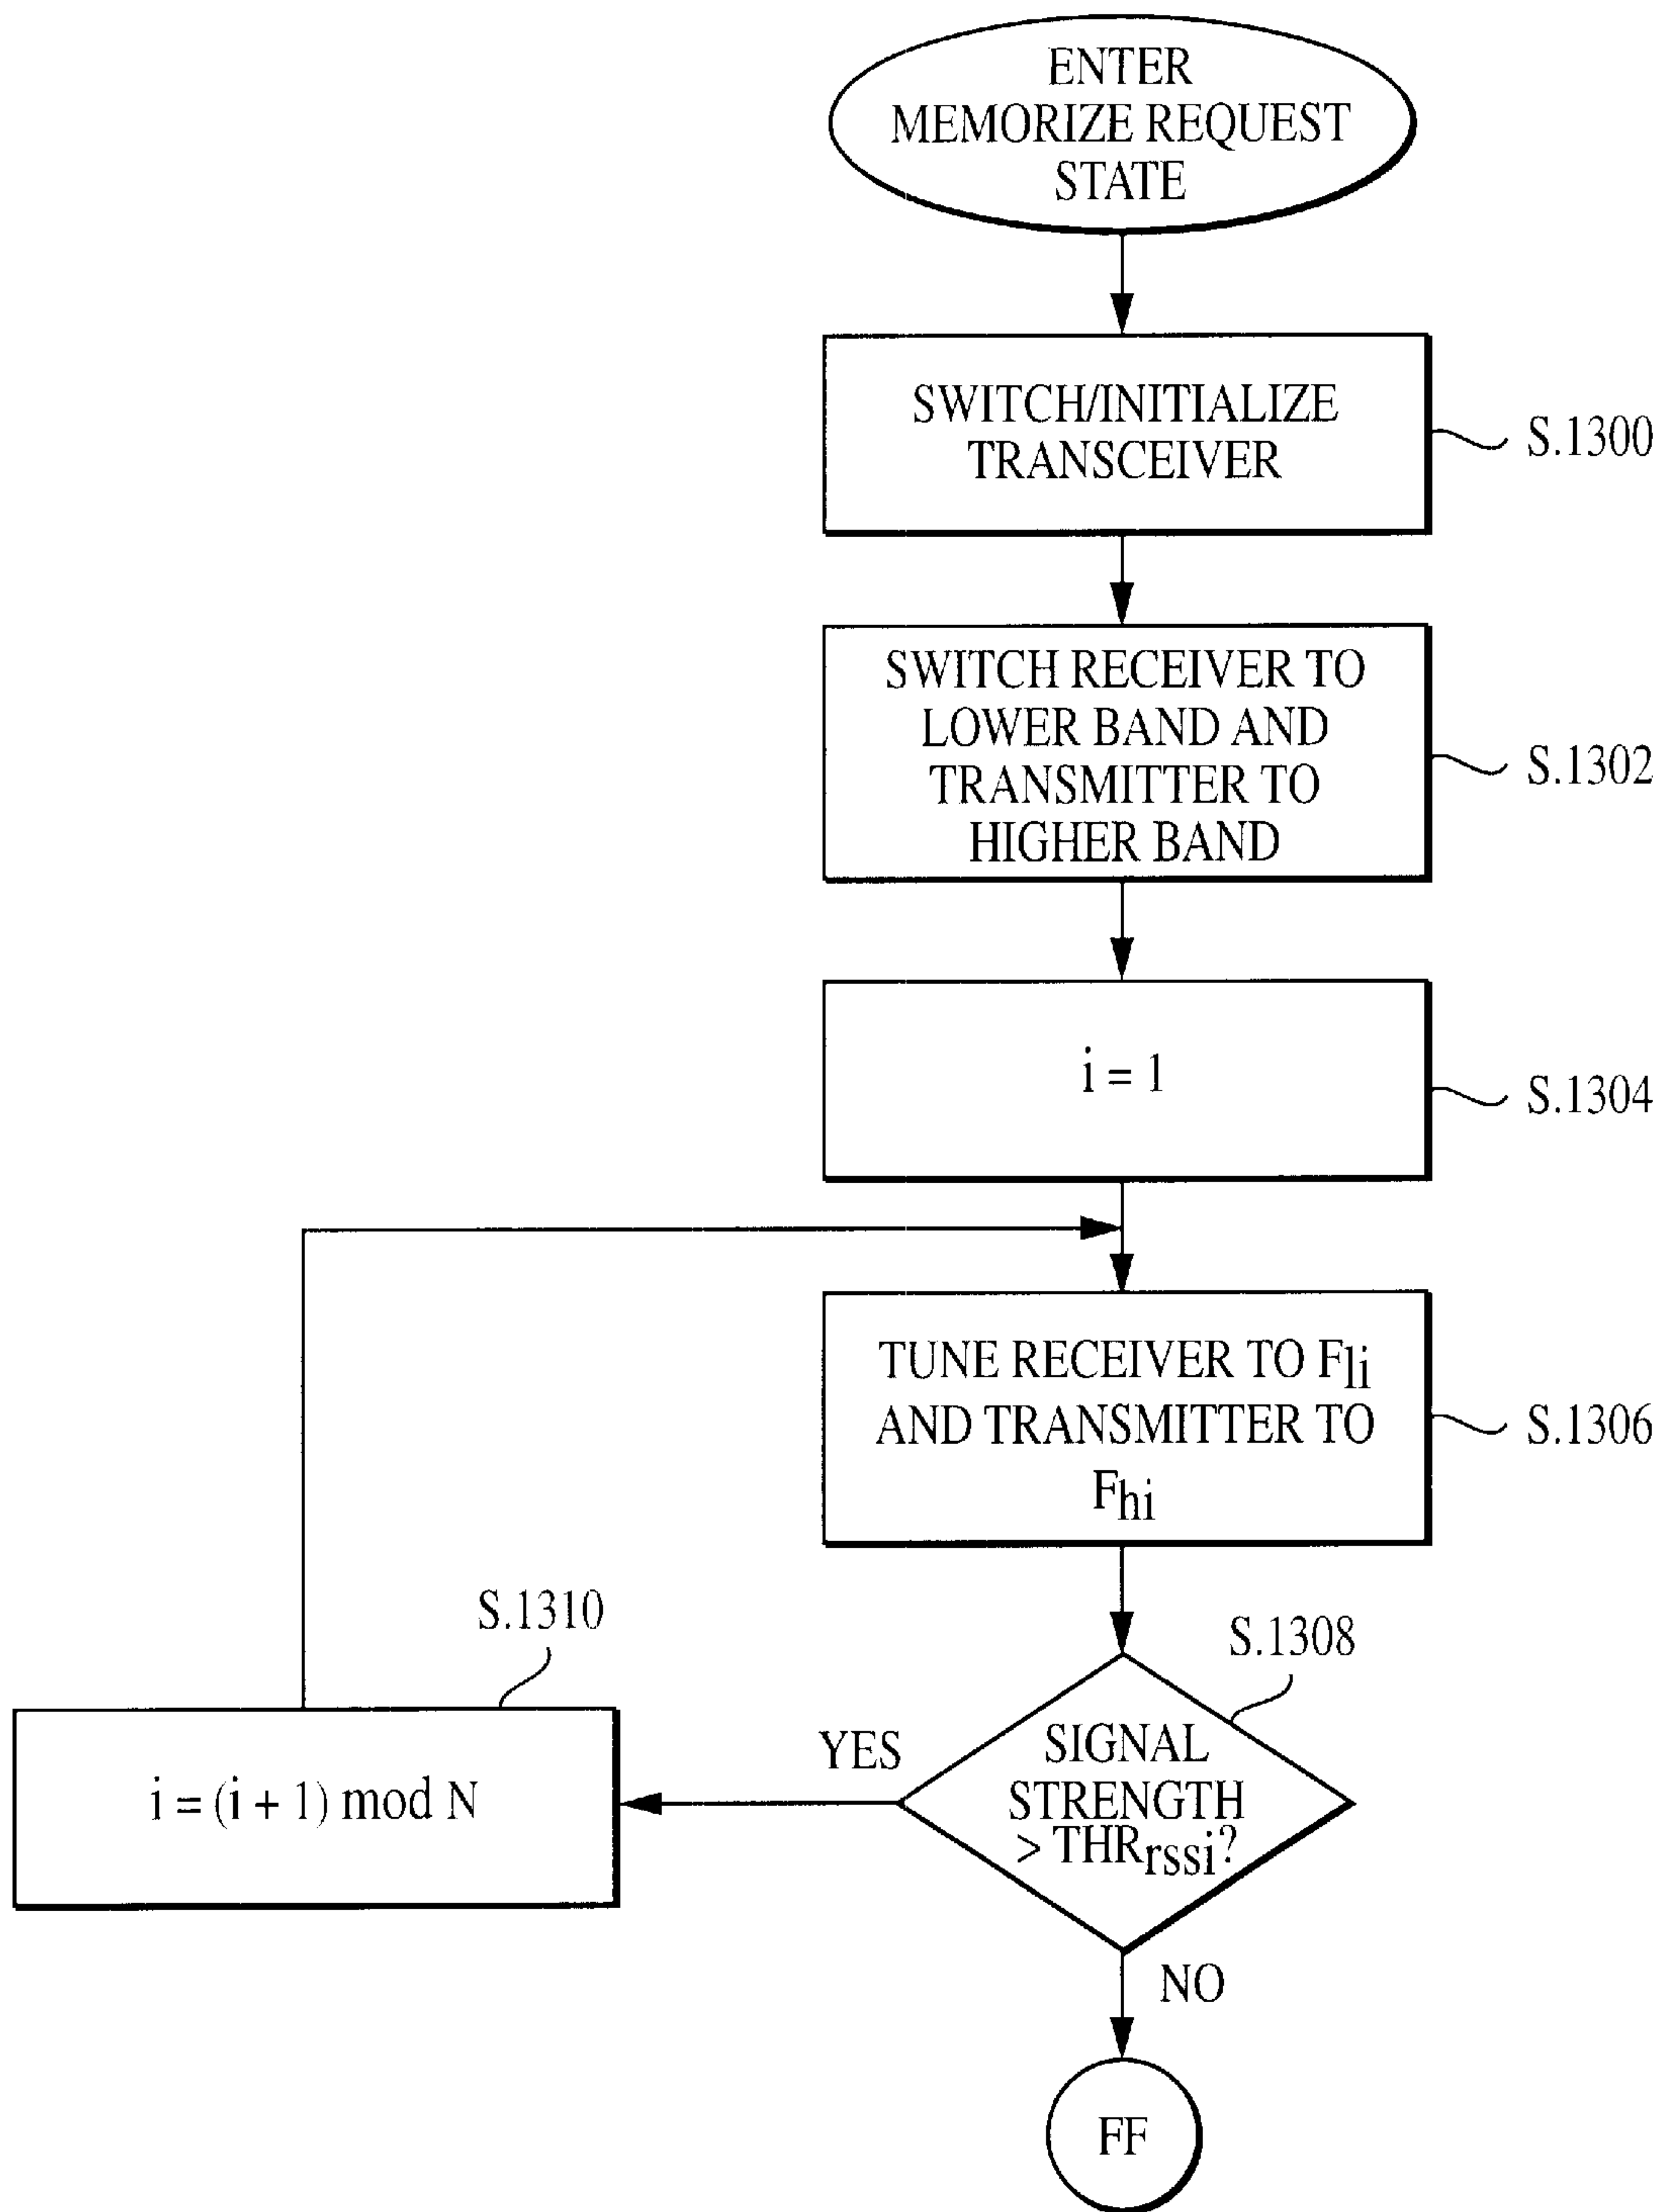 ENTER
MEMORIZE REQUEST
STATE
SWITCH/INITIALIZE
TRANSCEIVER
S.1300
SWITCH RECEIVER TO
LOWER BAND AND
TRANSMITTER TO
HIGHER BAND
S.1302
i = 1
S.1304
TUNE RECEIVER TO Fli
AND TRANSMITTER TO
Fhi
S.1306
S.1310
i = (i + 1) mod N
YES
S.1308
SIGNAL
STRENGTH
> THRrssi?
NO
FF